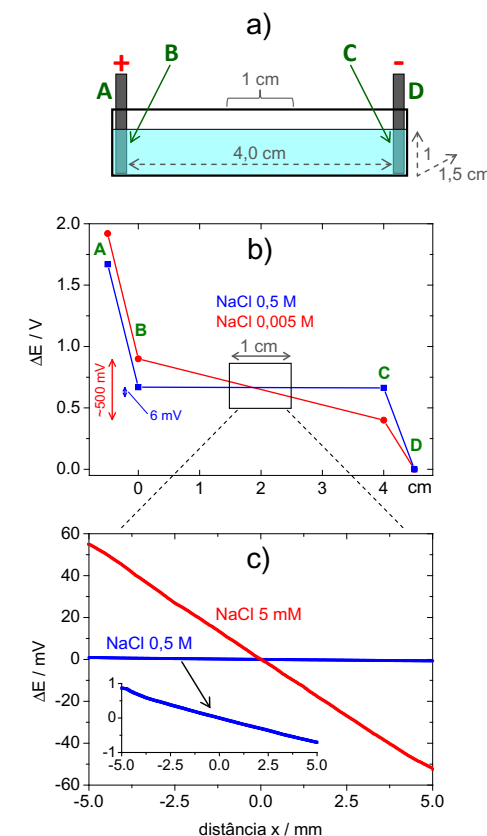 a)
+
B
C
-
A
1 cm
D
4,0 cm
1
1,5 cm
b)
2.0
1.5
1.0
0.5
0.0
ΔE / V
A
B
NaCl 0,5 M
NaCl 0,005 M
1 cm
C
D
~500 mV
6 mV
0
1
2
3
4
cm
c)
60
40
20
0
-20
-40
-60
ΔE / mV
NaCl 5 mM
NaCl 0,5 M
1
0
-1
-5.0
-2.5
0.0
2.5
5.0
-5.0
-2.5
0.0
2.5
5.0
distância x / mm